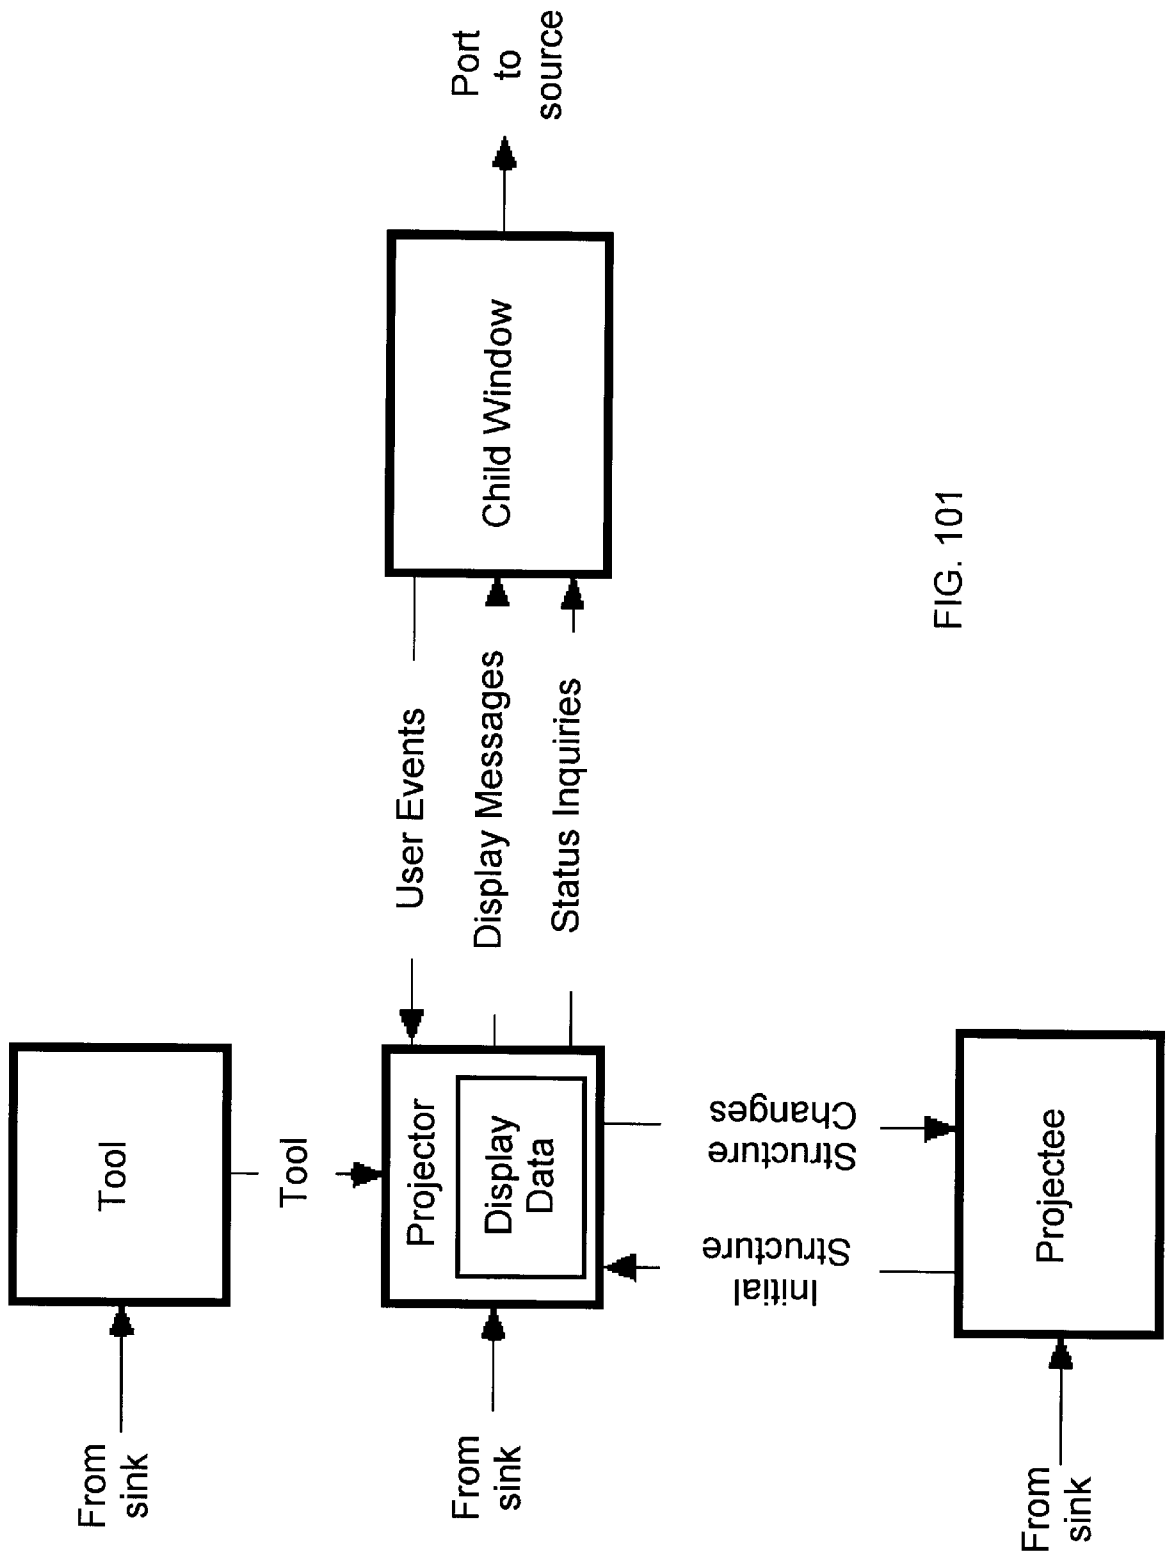 From
sink
Tool
Tool
From
sink
Projector
Display
Data
User Events
Display Messages
Status Inquiries
Child Window
Port
to
source
Initial
Structure
Structure
Changes
From
sink
Projectee
FIG. 101